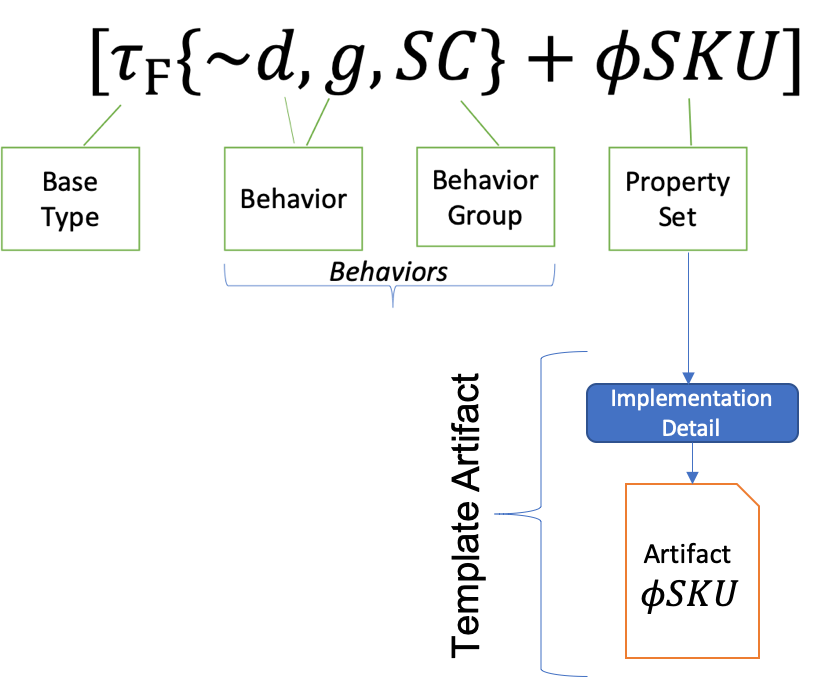 [τF{~d, g, SC} + ϕSKU]
Base
Type
Behavior
Behavior
Group
Property
Set
Behaviors
Template Artifact
Implementation
Detail
Artifact
ϕSKU